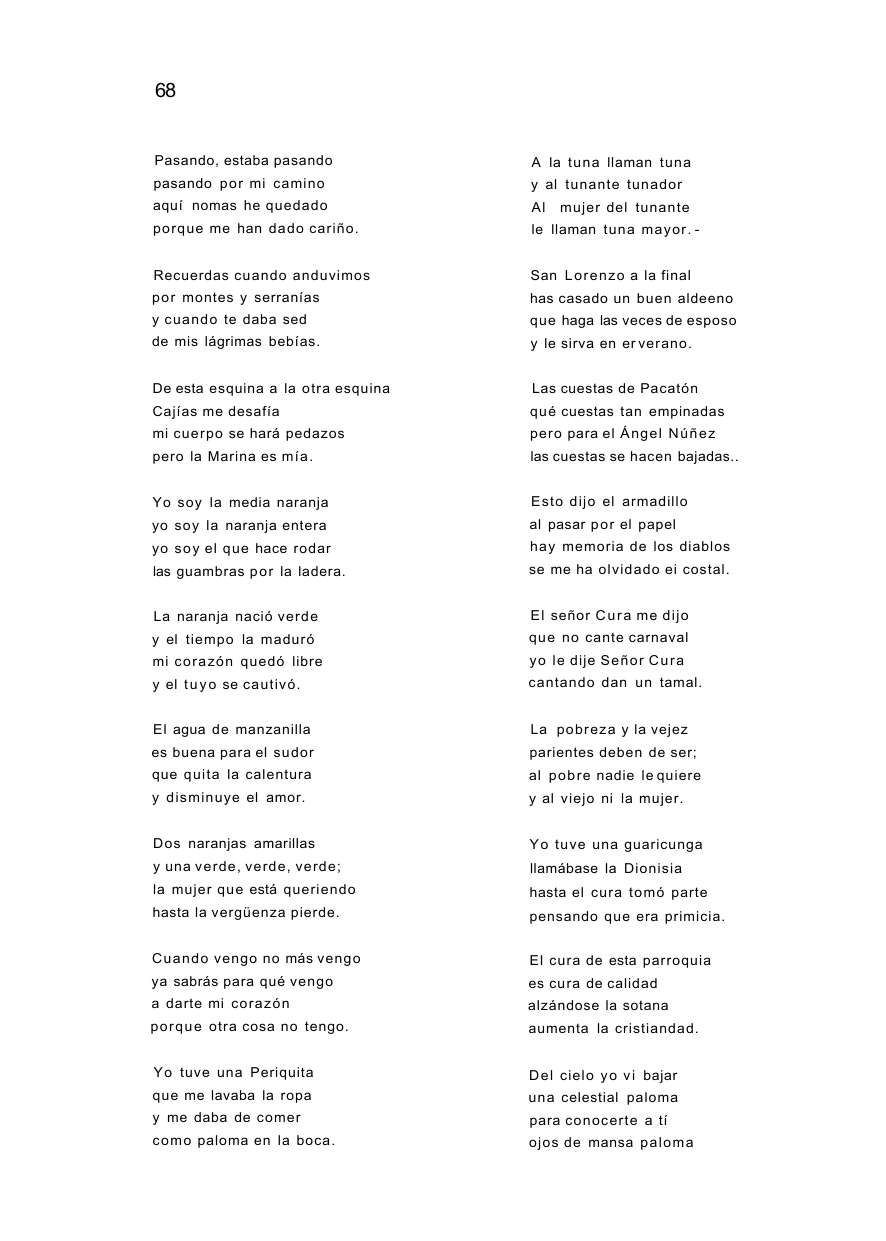 68
Pasando, estaba pasando
pasando por mi camino
aquí nomas he quedado
porque me han dado cariño.
Recuerdas cuando anduvimos
por montes y serranías
y cuando te daba sed
de mis lágrimas bebías.
De esta esquina a la otra esquina
Cajías me desafía
mi cuerpo se hará pedazos
pero la Marina es mía.
Yo soy la media naranja
yo soy la naranja entera
yo soy el que hace rodar
las guambras por la ladera.
La naranja nació verde
y el tiempo la maduró
mi corazón quedó libre
y el tuyo se cautivó.
El agua de manzanilla
es buena para el sudor
que quita la calentura
y disminuye el amor.
Dos naranjas amarillas
y una verde, verde, verde;
la mujer que está queriendo
hasta la vergüenza pierde.
Cuando vengo no más vengo
ya sabrás para qué vengo
a darte mi corazón
porque otra cosa no tengo.
Yo tuve una Periquita
que me lavaba la ropa
y me daba de comer
como paloma en la boca.
A la tuna llaman tuna
y al tunante tunador
Al mujer del tunante
le llaman tuna mayor.-
San Lorenzo a la final
has casado un buen aldeeno
que haga las veces de esposo
y le sirva en er verano.
Las cuestas de Pacatón
qué cuestas tan empinadas
pero para el Ángel Núñez
las cuestas se hacen bajadas..
Esto dijo el armadillo
al pasar por el papel
hay memoria de los diablos
se me ha olvidado ei costal.
El señor Cura me dijo
que no cante carnaval
yo le dije Señor Cura
cantando dan un tamal.
La pobreza y la vejez
parientes deben de ser;
al pobre nadie le quiere
y al viejo ni la mujer.
Yo tuve una guaricunga
llamábase la Dionisia
hasta el cura tomó parte
pensando que era primicia.
El cura de esta parroquia
es cura de calidad
alzándose la sotana
aumenta la cristiandad.
Del cielo yo vi bajar
una celestial paloma
para conocerte a tí
ojos de mansa paloma